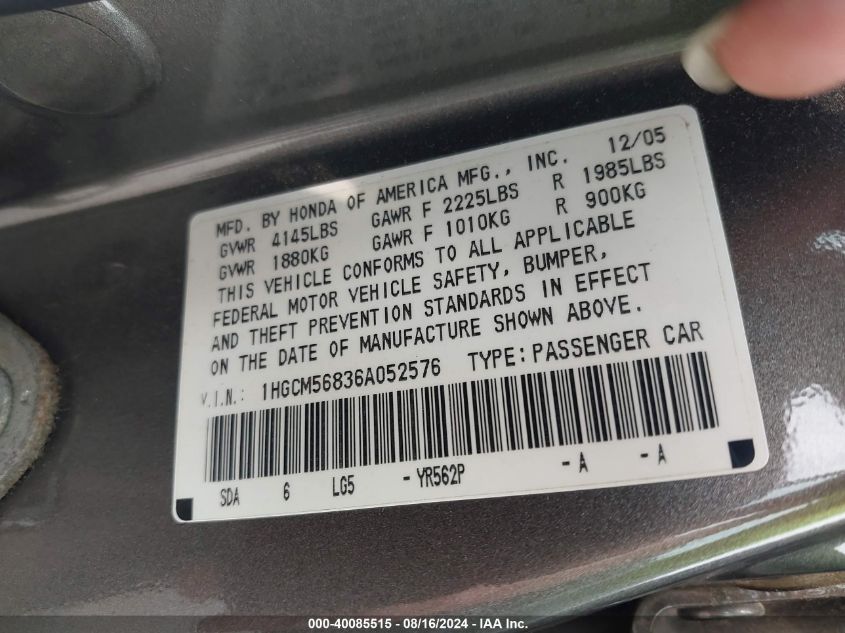 MFD. BY HONDA OF AMERICA MFG., INC. 12/05
GVWR 4145LBS GAWR F 2225LBS R 1985LBS
GVWR 1880KG GAWR F 1010KG R 900KG
THIS VEHICLE CONFORMS TO ALL APPLICABLE
FEDERAL MOTOR VEHICLE SAFETY, BUMPER,
AND THEFT PREVENTION STANDARDS IN EFFECT
ON THE DATE OF MANUFACTURE SHOWN ABOVE.
V.I.N.: 1HGCM56836A052576 TYPE: PASSENGER CAR
SDA 6 LG5 - YR562P - A - A
000-40085515 - 08/16/2024 - IAAI Inc.